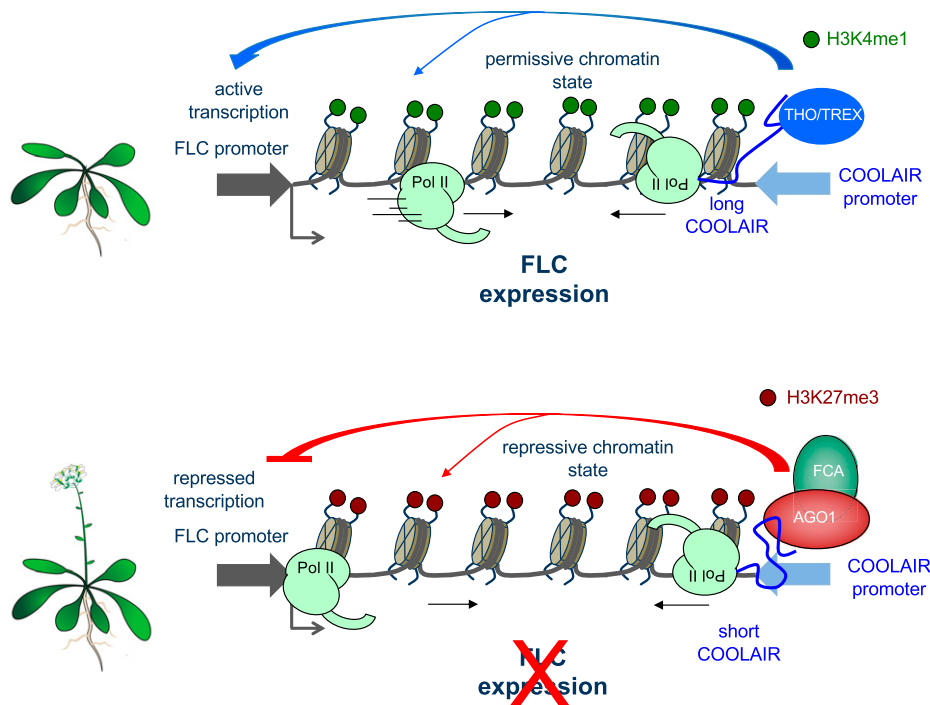 H3K4me1
permissive chromatin
state
active
transcription
THO/TREX
FLC promoter
Pol II
Pol II
COOLAIR
promoter
long
COOLAIR
FLC
expression
H3K27me3
repressive chromatin
state
FCA
repressed
transcription
AGO1
FLC promoter
Pol II
Pol II
COOLAIR
promoter
short
COOLAIR
FLC
expression